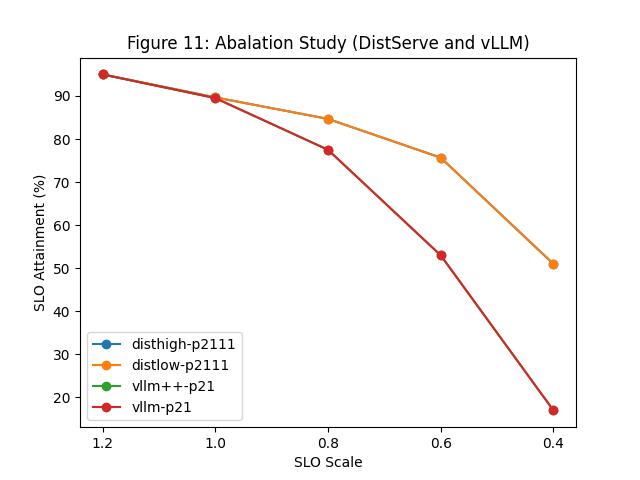 Figure 11: Abalation Study (DistServe and vLLM)
SLO Attainment (%)
90
80
70
60
50
40
30
20
disthigh-p2111
distlow-p2111
vllm++-p21
vllm-p21
1.2 1.0 0.8 0.6 0.4
SLO Scale